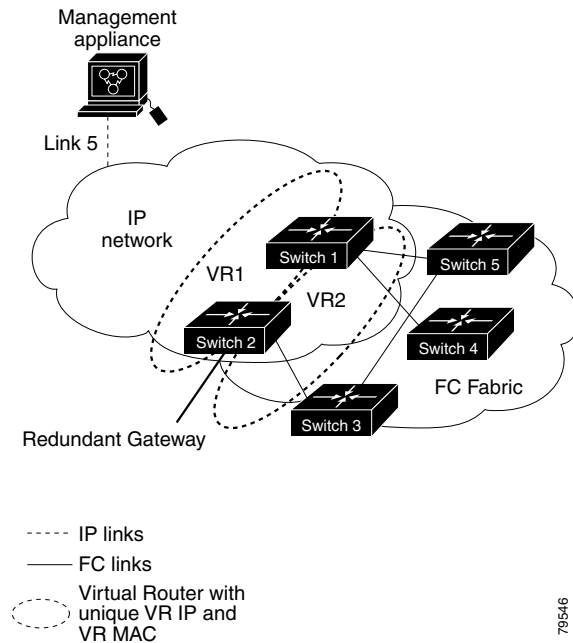 Management
appliance
Link 5
IP
network
Switch 1
Switch 5
VR1
VR2
Switch 2
Switch 4
FC Fabric
Switch 3
Redundant Gateway
IP links
FC links
Virtual Router with
unique VR IP and
VR MAC
79546